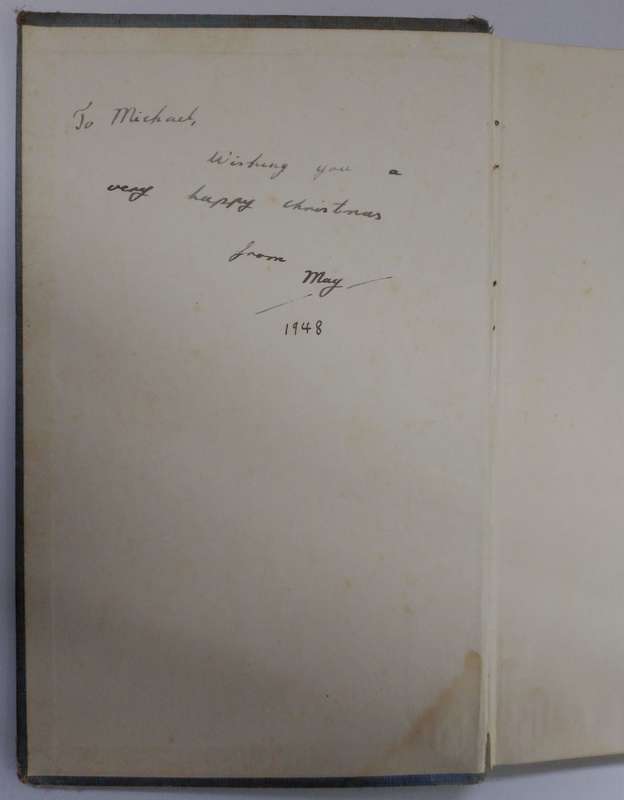 To Michael,
Wishing you a
very happy christmas
from
May
1948